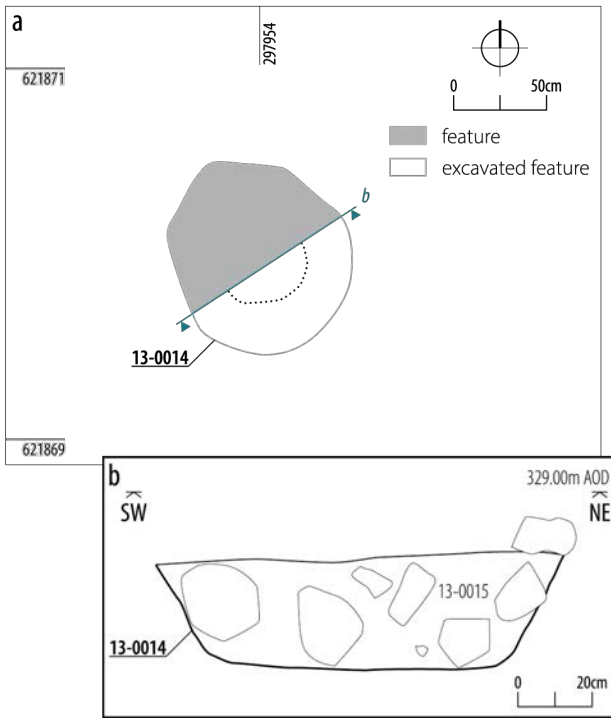 a
297954
621871
0 50cm
feature
excavated feature
b
13-0014
621869
b
329.00m AOD
SW
NE
13-0015
13-0014
0 20cm